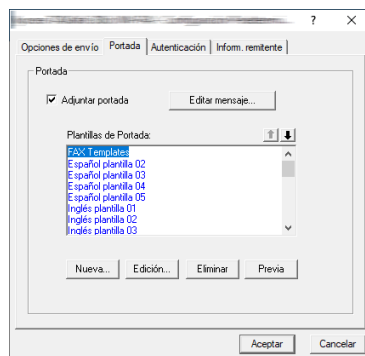 ?
Opciones de envío Portada Autenticación Inform. remitente
Portada
Adjuntar portada Editar mensaje...
Plantillas de Portada:
FAX Templates
Español plantilla 02
Español plantilla 03
Español plantilla 04
Español plantilla 05
Inglés plantilla 01
Inglés plantilla 02
Inglés plantilla 03
Nueva... Edición... Eliminar Previa
Aceptar Cancelar